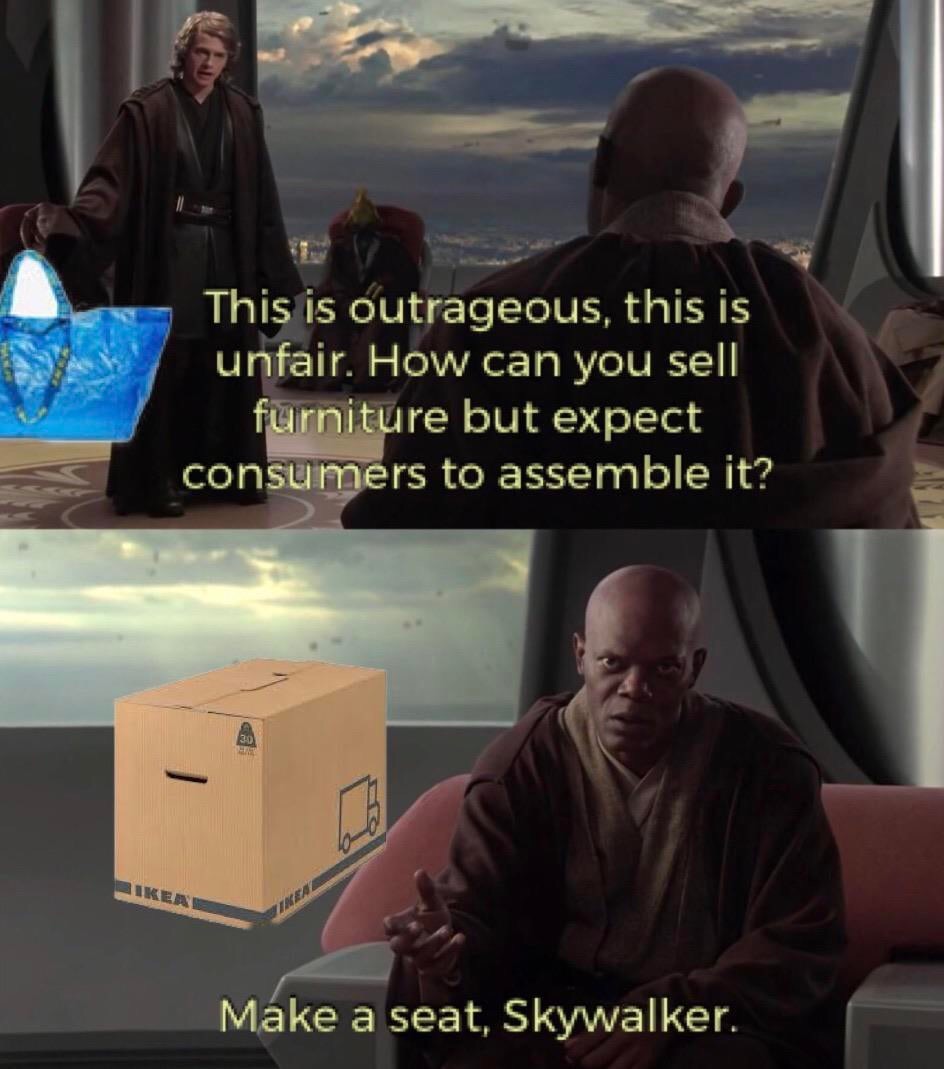 This is outrageous, this is
unfair. How can you sell
furniture but expect
consumers to assemble it?
30
IKEA
IKEA
Make a seat, Skywalker.